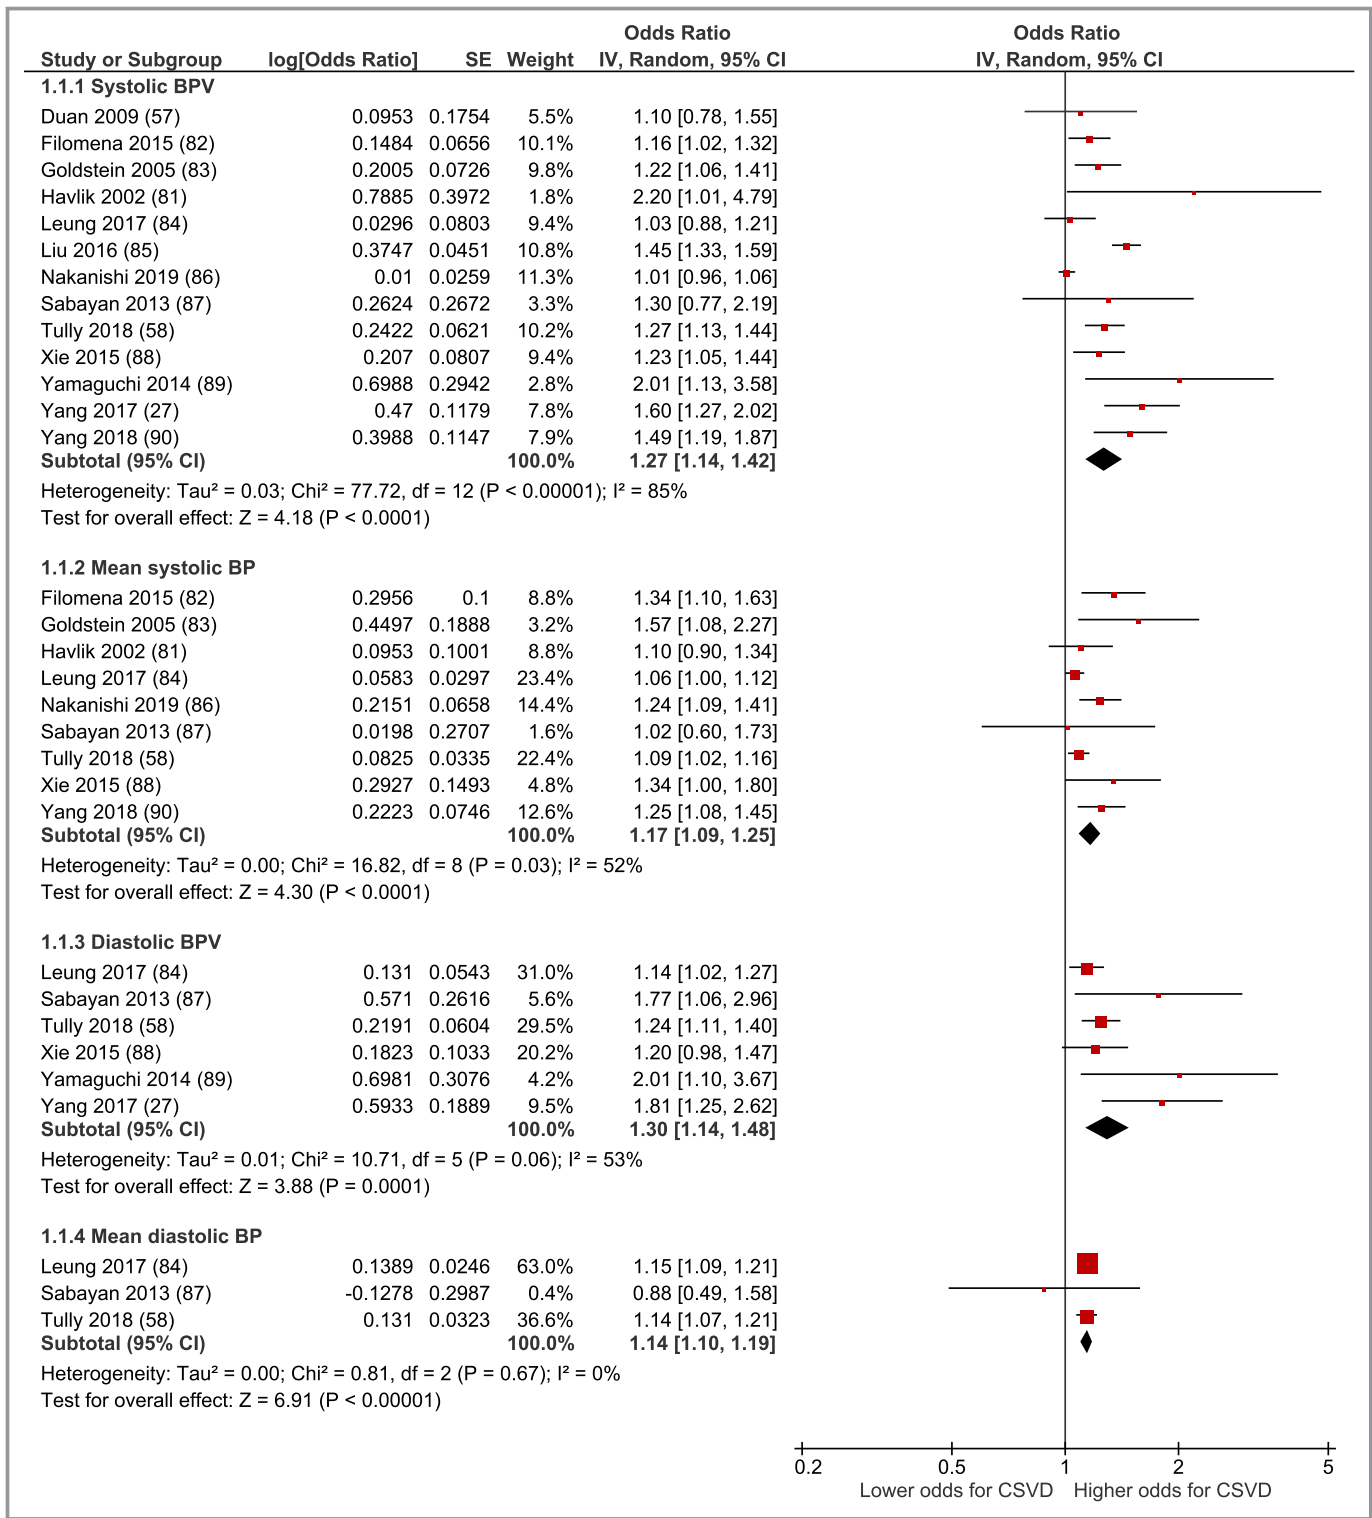 Odds Ratio Odds Ratio
Study or Subgroup log[Odds Ratio] SE Weight IV, Random, 95% CI IV, Random, 95% CI
1.1.1 Systolic BPV
Duan 2009 (57) 0.0953 0.1754 5.5% 1.10 [0.78, 1.55]
Filomena 2015 (82) 0.1484 0.0656 10.1% 1.16 [1.02, 1.32]
Goldstein 2005 (83) 0.2005 0.0726 9.8% 1.22 [1.06, 1.41]
Havlik 2002 (81) 0.7885 0.3972 1.8% 2.20 [1.01, 4.79]
Leung 2017 (84) 0.0296 0.0803 9.4% 1.03 [0.88, 1.21]
Liu 2016 (85) 0.3747 0.0451 10.8% 1.45 [1.33, 1.59]
Nakanishi 2019 (86) 0.01 0.0259 11.3% 1.01 [0.96, 1.06]
Sabayan 2013 (87) 0.2624 0.2672 3.3% 1.30 [0.77, 2.19]
Tully 2018 (58) 0.2422 0.0621 10.2% 1.27 [1.13, 1.44]
Xie 2015 (88) 0.207 0.0807 9.4% 1.23 [1.05, 1.44]
Yamaguchi 2014 (89) 0.6988 0.2942 2.8% 2.01 [1.13, 3.58]
Yang 2017 (27) 0.47 0.1179 7.8% 1.60 [1.27, 2.02]
Yang 2018 (90) 0.3988 0.1147 7.9% 1.49 [1.19, 1.87]
Subtotal (95% CI) 100.0% 1.27 [1.14, 1.42]
Heterogeneity: Tau² = 0.03; Chi² = 77.72, df = 12 (P < 0.00001); I² = 85%
Test for overall effect: Z = 4.18 (P < 0.0001)
1.1.2 Mean systolic BP
Filomena 2015 (82) 0.2956 0.1 8.8% 1.34 [1.10, 1.63]
Goldstein 2005 (83) 0.4497 0.1888 3.2% 1.57 [1.08, 2.27]
Havlik 2002 (81) 0.0953 0.1001 8.8% 1.10 [0.90, 1.34]
Leung 2017 (84) 0.0583 0.0297 23.4% 1.06 [1.00, 1.12]
Nakanishi 2019 (86) 0.2151 0.0658 14.4% 1.24 [1.09, 1.41]
Sabayan 2013 (87) 0.0198 0.2707 1.6% 1.02 [0.60, 1.73]
Tully 2018 (58) 0.0825 0.0335 22.4% 1.09 [1.02, 1.16]
Xie 2015 (88) 0.2927 0.1493 4.8% 1.34 [1.00, 1.80]
Yang 2018 (90) 0.2223 0.0746 12.6% 1.25 [1.08, 1.45]
Subtotal (95% CI) 100.0% 1.17 [1.09, 1.25]
Heterogeneity: Tau² = 0.00; Chi² = 16.82, df = 8 (P = 0.03); I² = 52%
Test for overall effect: Z = 4.30 (P < 0.0001)
1.1.3 Diastolic BPV
Leung 2017 (84) 0.131 0.0543 31.0% 1.14 [1.02, 1.27]
Sabayan 2013 (87) 0.571 0.2616 5.6% 1.77 [1.06, 2.96]
Tully 2018 (58) 0.2191 0.0604 29.5% 1.24 [1.11, 1.40]
Xie 2015 (88) 0.1823 0.1033 20.2% 1.20 [0.98, 1.47]
Yamaguchi 2014 (89) 0.6981 0.3076 4.2% 2.01 [1.10, 3.67]
Yang 2017 (27) 0.5933 0.1889 9.5% 1.81 [1.25, 2.62]
Subtotal (95% CI) 100.0% 1.30 [1.14, 1.48]
Heterogeneity: Tau² = 0.01; Chi² = 10.71, df = 5 (P = 0.06); I² = 53%
Test for overall effect: Z = 3.88 (P = 0.0001)
1.1.4 Mean diastolic BP
Leung 2017 (84) 0.1389 0.0246 63.0% 1.15 [1.09, 1.21]
Sabayan 2013 (87) -0.1278 0.2987 0.4% 0.88 [0.49, 1.58]
Tully 2018 (58) 0.131 0.0323 36.6% 1.14 [1.07, 1.21]
Subtotal (95% CI) 100.0% 1.14 [1.10, 1.19]
Heterogeneity: Tau² = 0.00; Chi² = 0.81, df = 2 (P = 0.67); I² = 0%
Test for overall effect: Z = 6.91 (P < 0.00001)
0.2 0.5 1 2 5
Lower odds for CSVD Higher odds for CSVD